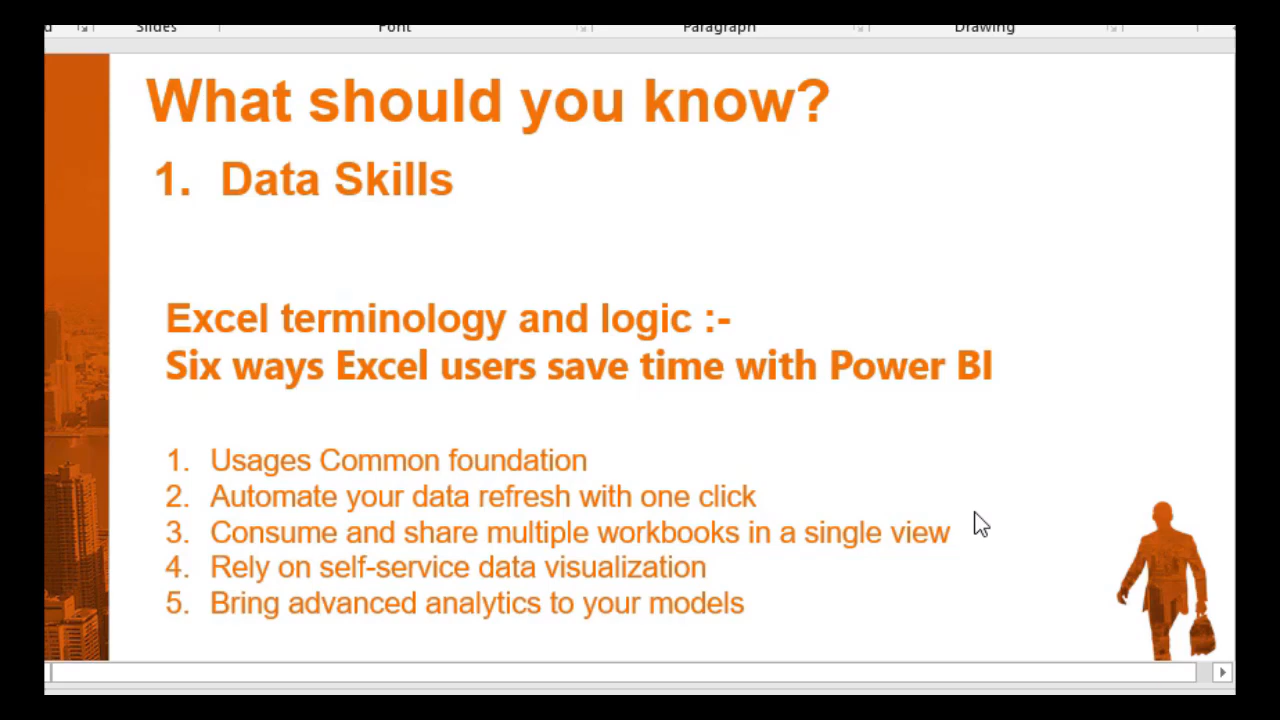 Slides Font Paragraph Drawing
What should you know?
1. Data Skills
Excel terminology and logic :-
Six ways Excel users save time with Power BI
1. Usages Common foundation
2. Automate your data refresh with one click
3. Consume and share multiple workbooks in a single view
4. Rely on self-service data visualization
5. Bring advanced analytics to your models